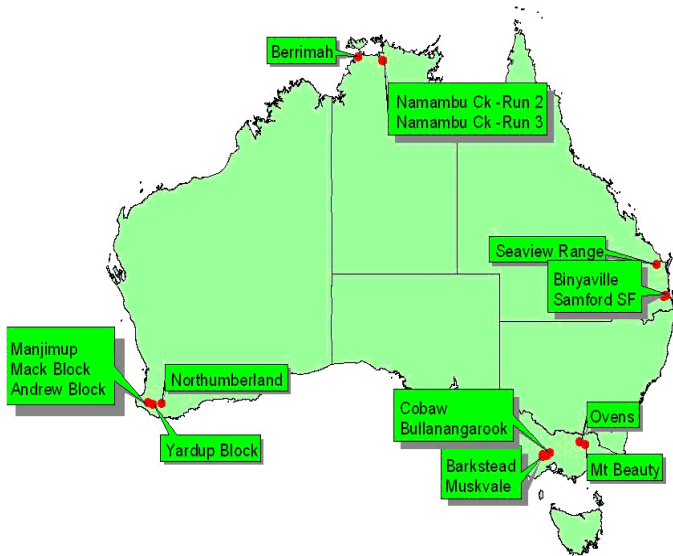 Berrimah
Namambu Ck -Run 2
Namambu Ck -Run 3
Seaview Range
Binyaville
Samford SF
Manjimup
Mack Block
Andrew Block
Northumberland
Yardup Block
Cobaw
Bullanangarook
Ovens
Barkstead
Muskvale
Mt Beauty